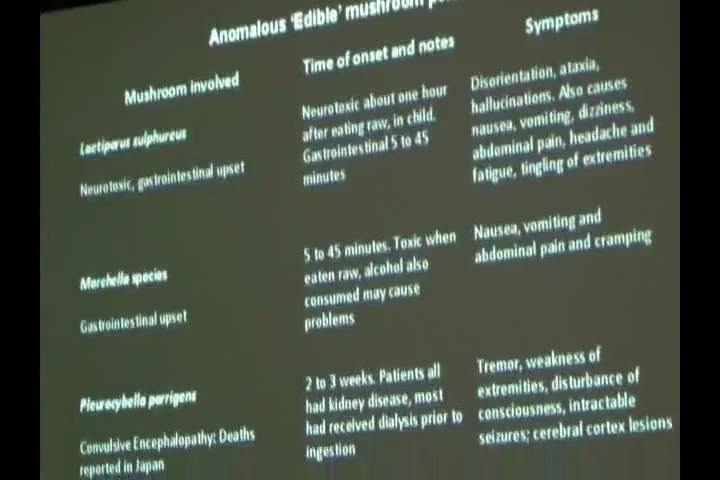 Anomalous 'Edible' mushroom
Mushroom involved
Time of onset and notes
Symptoms
Laetiporus sulphureus
Neurotoxic, gastrointestinal upset
Neurotoxic about one hour
after eating raw, in child.
Gastrointestinal 5 to 45
minutes
Disorientation, ataxia,
hallucinations. Also causes
nausea, vomiting, dizziness,
abdominal pain, headache and
fatigue, tingling of extremities
Morchella species
Gastrointestinal upset
5 to 45 minutes. Toxic when
eaten raw, alcohol also
consumed may cause
problems
Nausea, vomiting and
abdominal pain and cramping
Pleurocybella porrigens
Convulsive Encephalopathy: Deaths
reported in Japan
2 to 3 weeks. Patients all
had kidney disease, most
had received dialysis prior to
ingestion
Tremor, weakness of
extremities, disturbance of
consciousness, intractable
seizures; cerebral cortex lesions